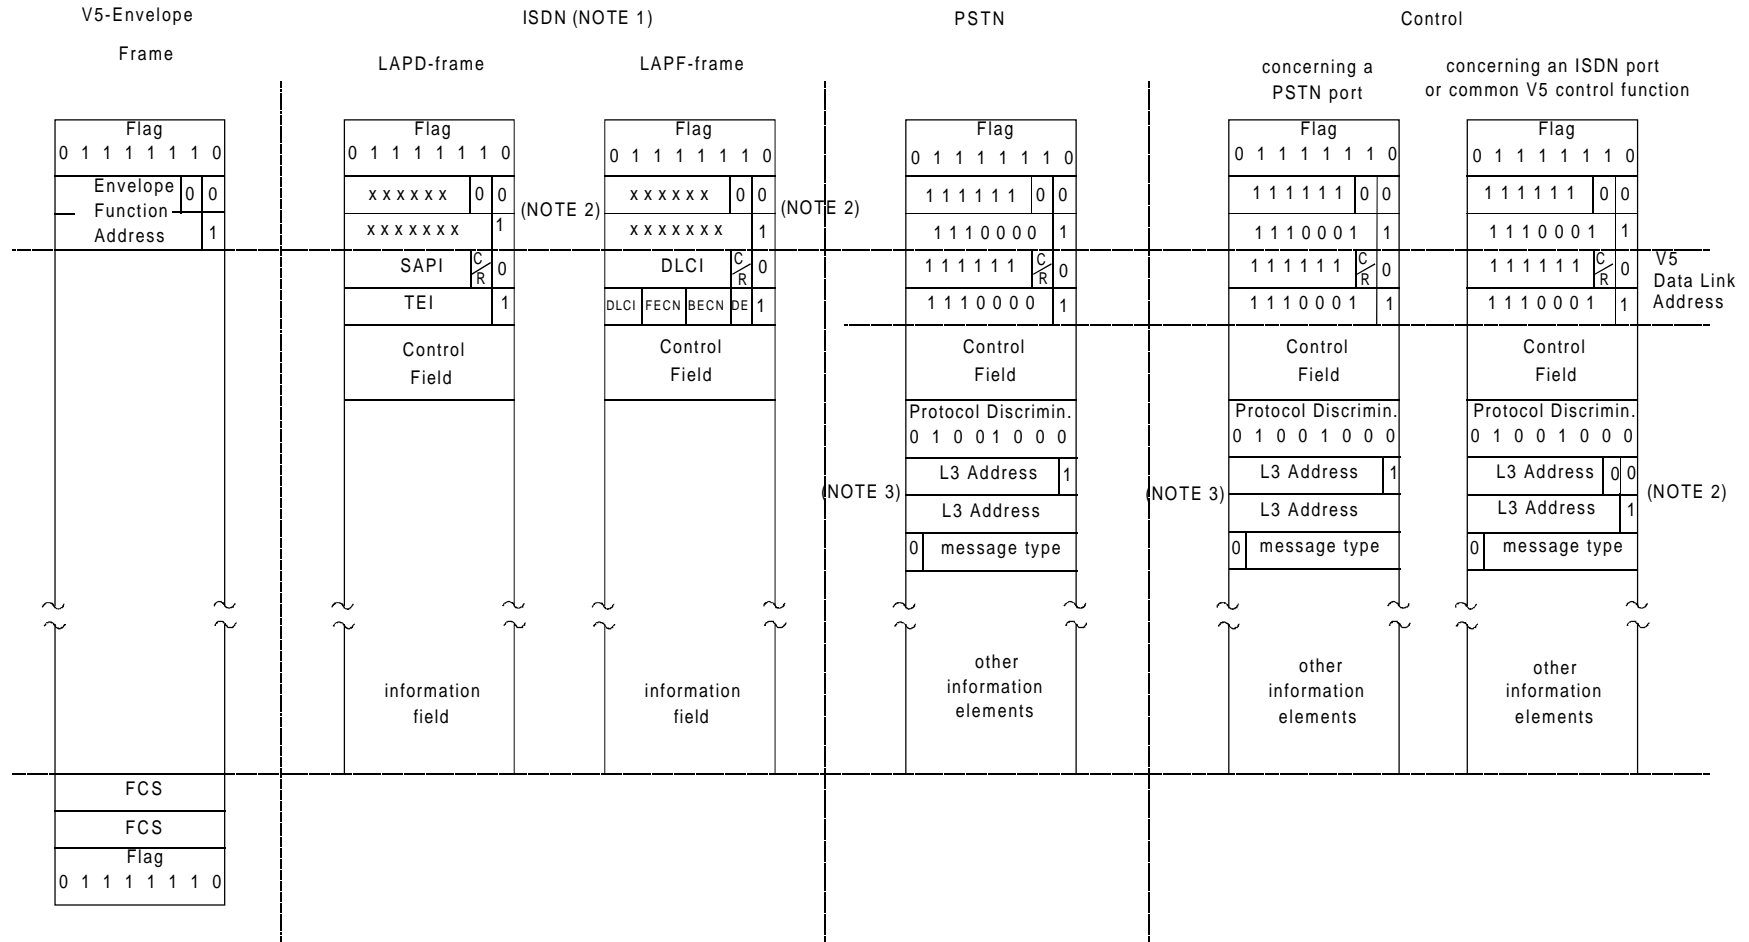 V5-Envelope
Frame
ISDN (NOTE 1)
LAPD-frame
LAPF-frame
PSTN
Control
concerning a
PSTN port
concerning an ISDN port
or common V5 control function
Flag
0 1 1 1 1 1 1 0
Envelope 0 0
Function
Address 1
FCS
FCS
Flag
0 1 1 1 1 1 1 0
Flag
0 1 1 1 1 1 1 0
x x x x x x 0 0
x x x x x x x 1
(NOTE 2)
SAPI C/R 0
TEI 1
Control
Field
information
field
Flag
0 1 1 1 1 1 1 0
x x x x x x 0 0
x x x x x x x 1
(NOTE 2)
DLCI C/R 0
DLCI FECN BECN DE 1
Control
Field
information
field
Flag
0 1 1 1 1 1 1 0
1 1 1 1 1 1 0 0
1 1 1 0 0 0 0 1
1 1 1 1 1 1 C/R 0
1 1 1 0 0 0 0 1
Control
Field
Protocol Discrimin.
0 1 0 0 1 0 0 0
L3 Address 1
(NOTE 3)
L3 Address
0 message type
other
information
elements
Flag
0 1 1 1 1 1 1 0
1 1 1 1 1 1 0 0
1 1 1 0 0 0 1 1
1 1 1 1 1 1 C/R 0
1 1 1 0 0 0 1 1
Control
Field
Protocol Discrimin.
0 1 0 0 1 0 0 0
L3 Address 1
(NOTE 3)
L3 Address
0 message type
other
information
elements
Flag
0 1 1 1 1 1 1 0
1 1 1 1 1 1 0 0
1 1 1 0 0 0 1 1
1 1 1 1 1 1 C/R 0
1 1 1 0 0 0 1 1
V5
Data Link
Address
Control
Field
Protocol Discrimin.
0 1 0 0 1 0 0 0
L3 Address 0 0
(NOTE 2)
L3 Address 1
0 message type
other
information
elements